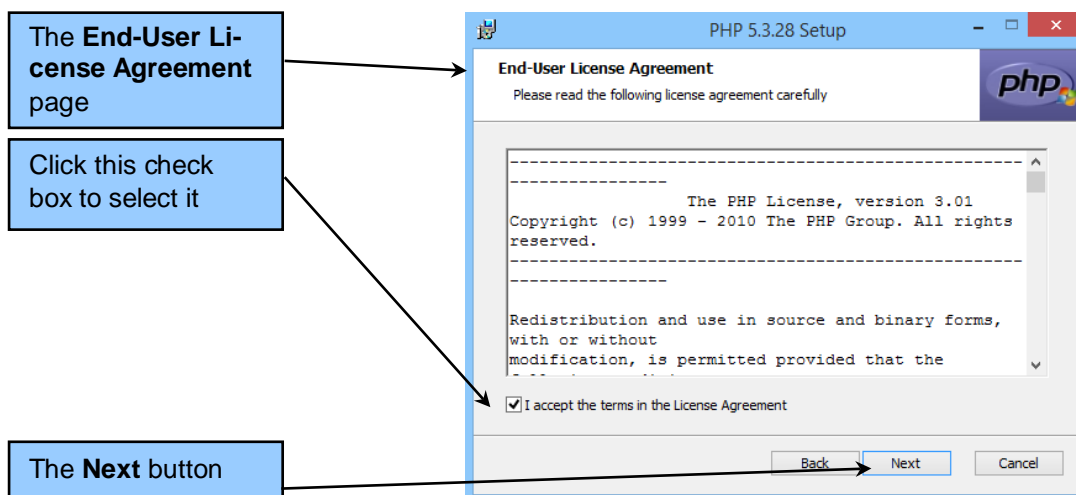 The End-User Li-
cense Agreement
page
Click this check
box to select it
The Next button
PHP 5.3.28 Setup
End-User License Agreement
Please read the following license agreement carefully
php
----------------------------------------------------
----------------
The PHP License, version 3.01
Copyright (c) 1999 - 2010 The PHP Group. All rights
reserved.
----------------------------------------------------
----------------
Redistribution and use in source and binary forms,
with or without
modification, is permitted provided that the
I accept the terms in the License Agreement
Back
Next
Cancel